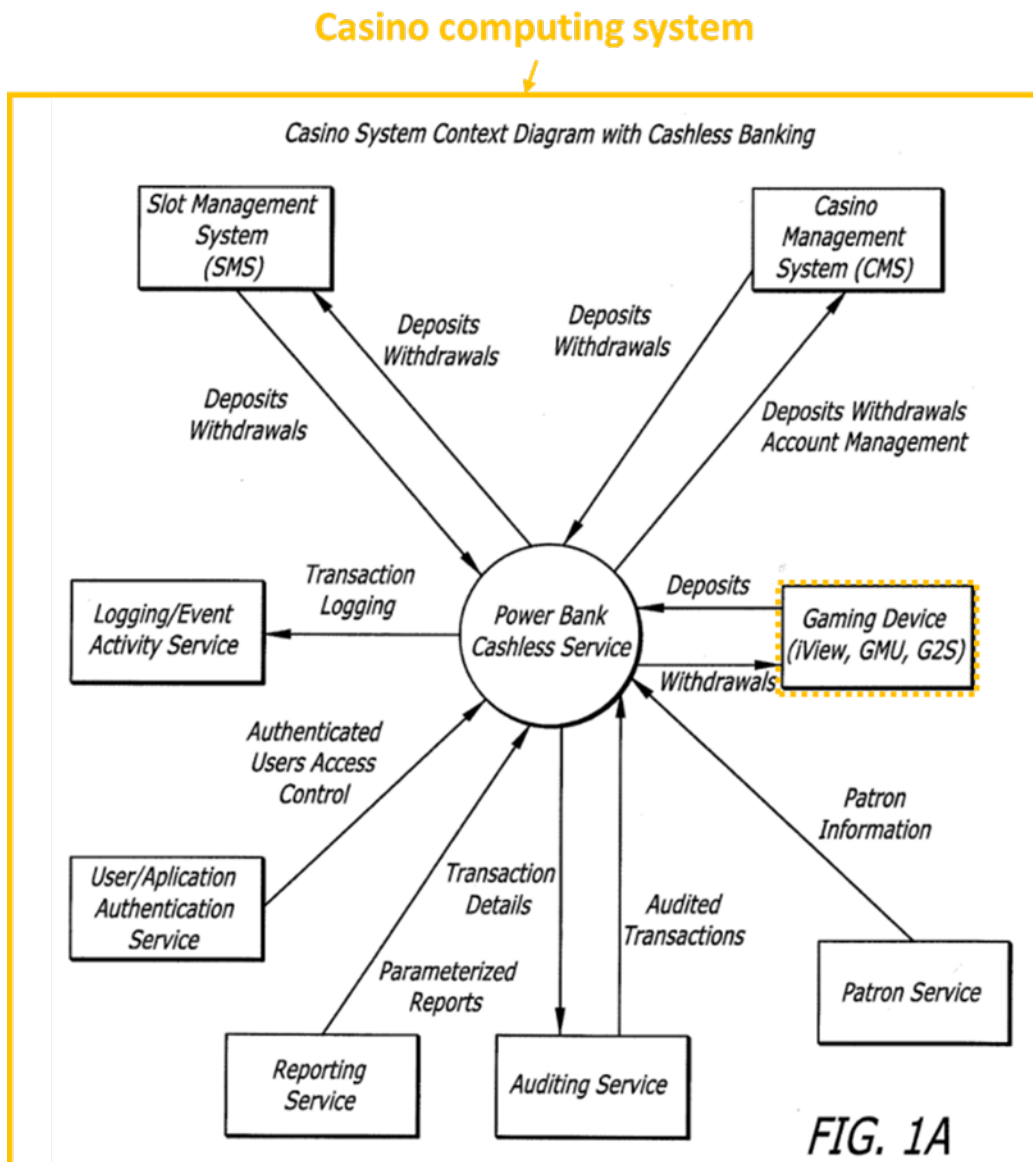 Casino computing system
Casino System Context Diagram with Cashless Banking
Slot Management
System
(SMS)
Casino
Management
System (CMS)
Deposits
Withdrawals
Deposits
Withdrawals
Deposits
Withdrawals
Deposits Withdrawals
Account Management
Logging/Event
Activity Service
Transaction
Logging
Power Bank
Cashless Service
Deposits
Withdrawals
Gaming Device
(iView, GMU, G2S)
Authenticated
Users Access
Control
Patron
Information
User/Aplication
Authentication
Service
Transaction
Details
Audited
Transactions
Parameterized
Reports
Patron Service
Reporting
Service
Auditing Service
FIG. 1A